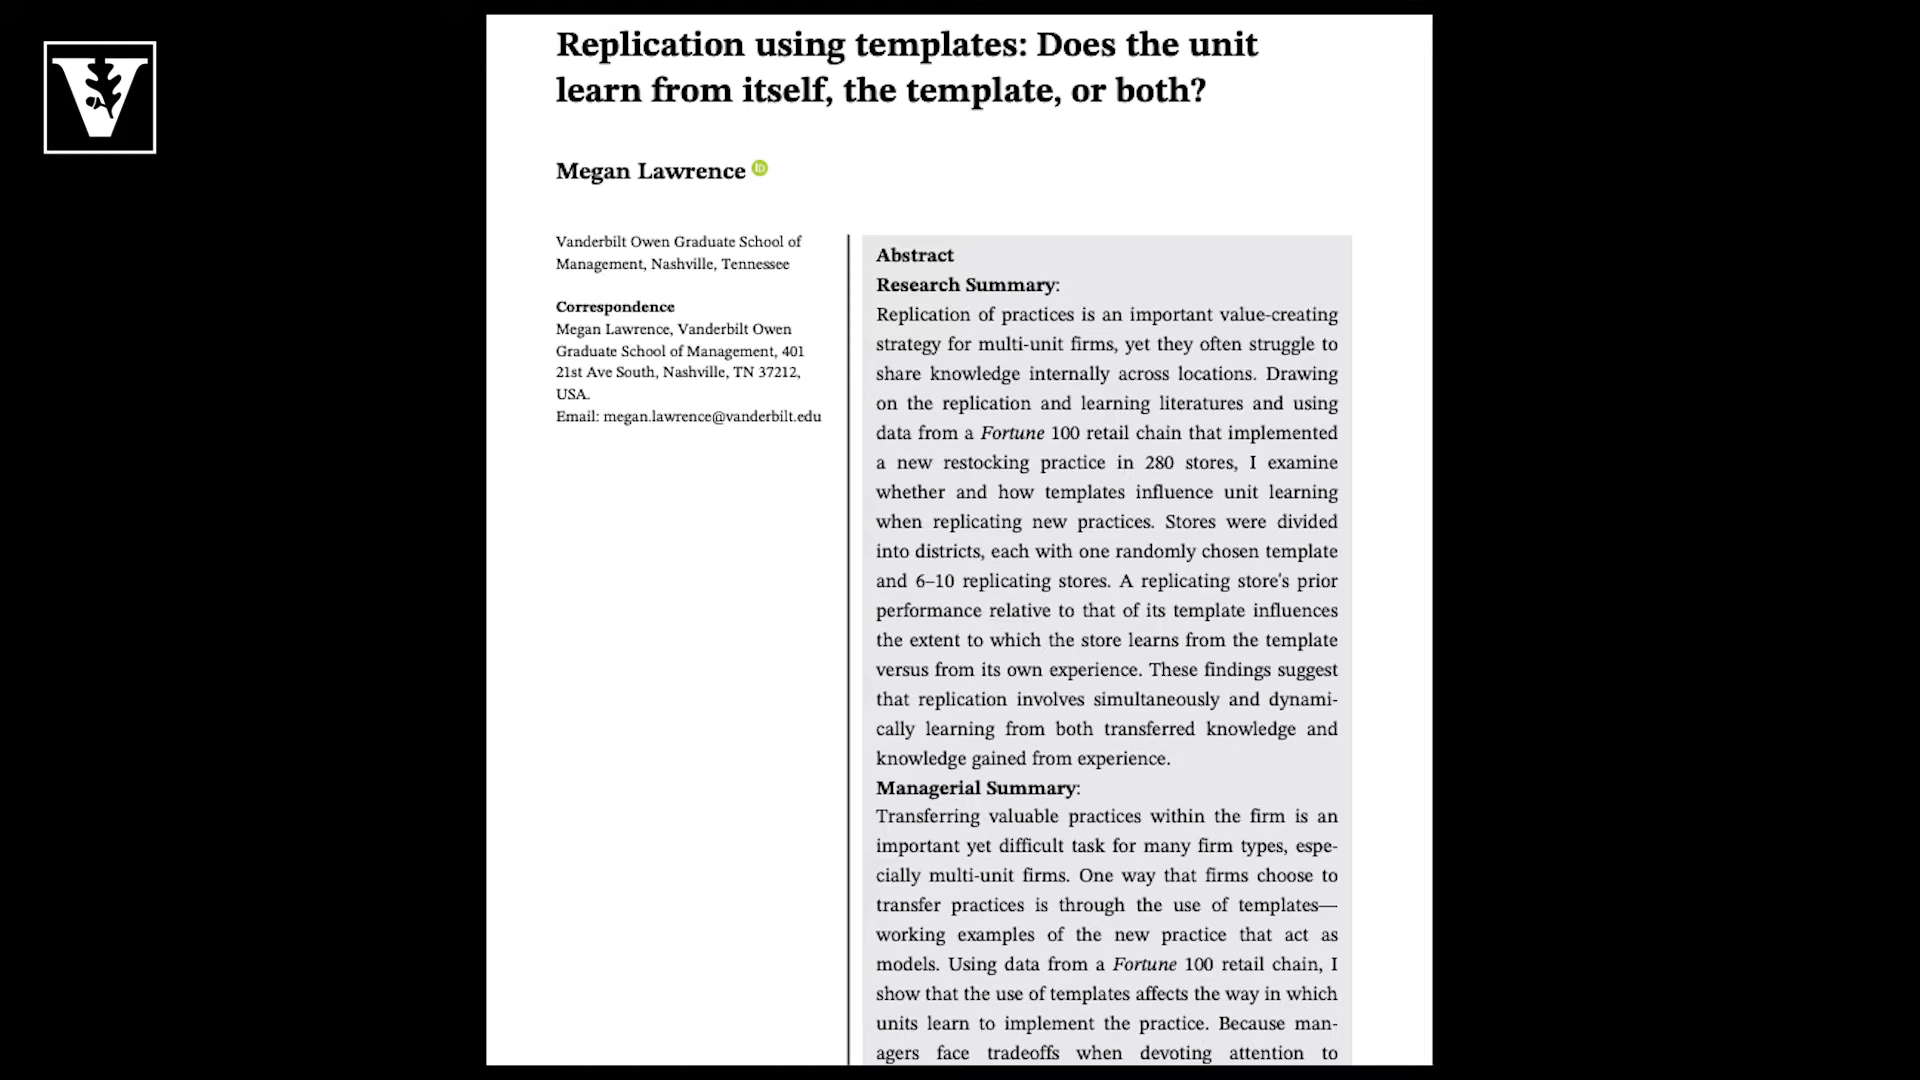 V
Replication using templates: Does the unit
learn from itself, the template, or both?
Megan Lawrence iD
Vanderbilt Owen Graduate School of
Management, Nashville, Tennessee
Correspondence
Megan Lawrence, Vanderbilt Owen
Graduate School of Management, 401
21st Ave South, Nashville, TN 37212,
USA.
Email: megan.lawrence@vanderbilt.edu
Abstract
Research Summary:
Replication of practices is an important value-creating
strategy for multi-unit firms, yet they often struggle to
share knowledge internally across locations. Drawing
on the replication and learning literatures and using
data from a Fortune 100 retail chain that implemented
a new restocking practice in 280 stores, I examine
whether and how templates influence unit learning
when replicating new practices. Stores were divided
into districts, each with one randomly chosen template
and 6–10 replicating stores. A replicating store's prior
performance relative to that of its template influences
the extent to which the store learns from the template
versus from its own experience. These findings suggest
that replication involves simultaneously and dynami-
cally learning from both transferred knowledge and
knowledge gained from experience.
Managerial Summary:
Transferring valuable practices within the firm is an
important yet difficult task for many firm types, espe-
cially multi-unit firms. One way that firms choose to
transfer practices is through the use of templates—
working examples of the new practice that act as
models. Using data from a Fortune 100 retail chain, I
show that the use of templates affects the way in which
units learn to implement the practice. Because man-
agers face tradeoffs when devoting attention to